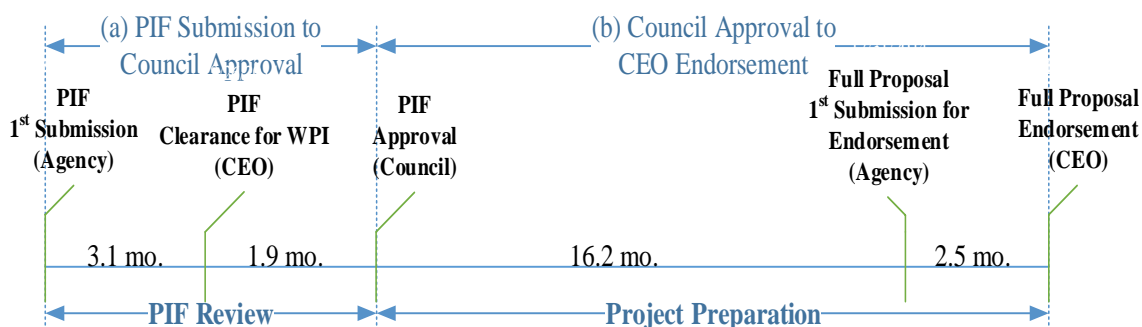 (a) PIF Submission to
Council Approval
(b) Council Approval to
CEO Endorsement
PIF
1st Submission
(Agency)
PIF
Clearance for WPI
(CEO)
PIF
Approval
(Council)
Full Proposal
1st Submission for
Endorsement
(Agency)
Full Proposal
Endorsement
(CEO)
3.1 mo.
1.9 mo.
16.2 mo.
2.5 mo.
PIF Review
Project Preparation